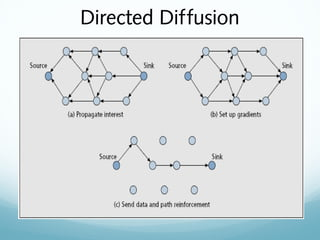 Directed Diffusion
Source Sink Source Sink
(a) Propagate interest (b) Set up gradients
Source Sink
(c) Send data and path reinforcement